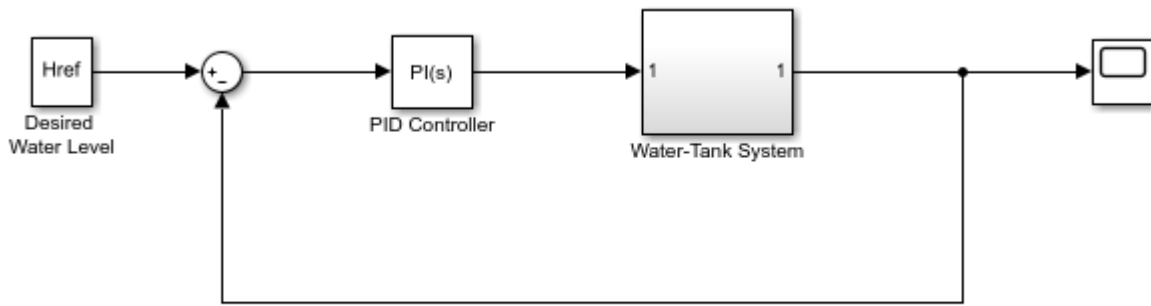 Href
Desired
Water Level
+
−
PI(s)
PID Controller
1
1
Water-Tank System